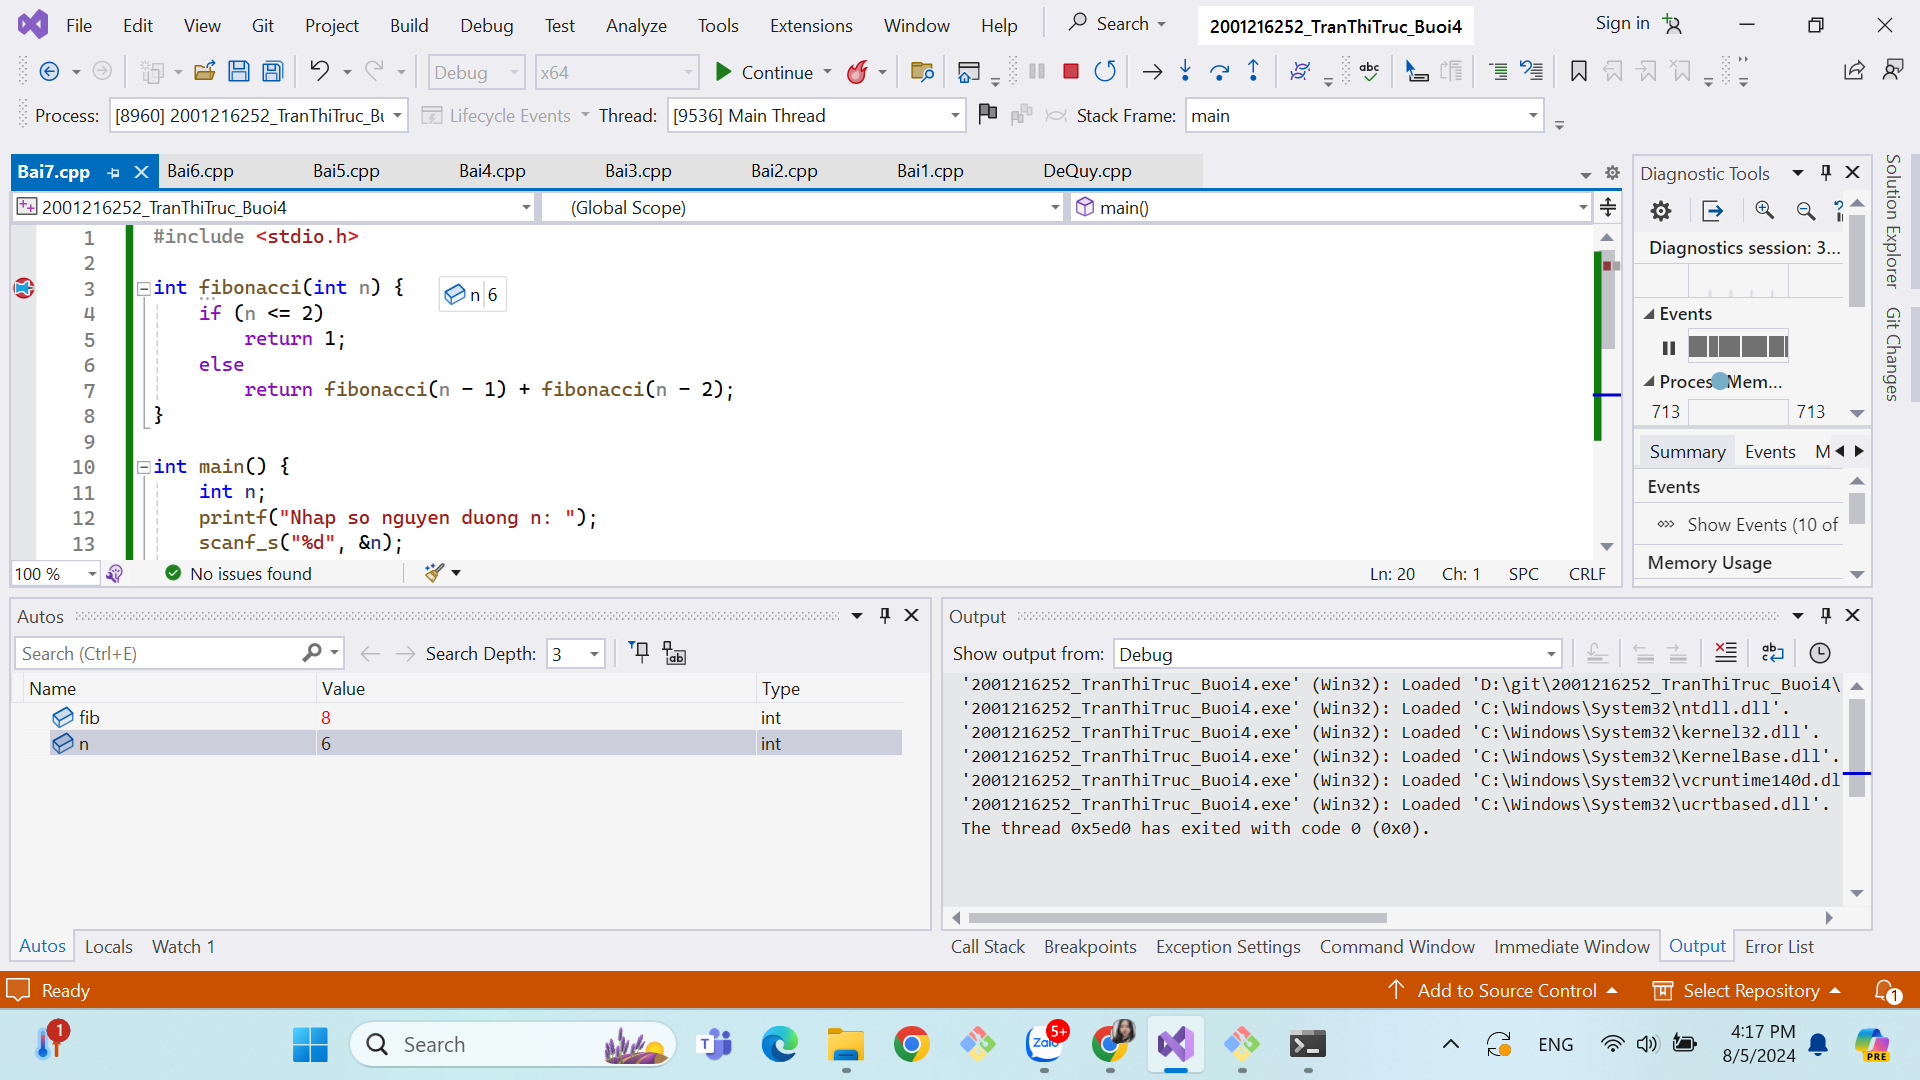 File Edit View Git Project Build Debug Test Analyze Tools Extensions Window Help Search 2001216252_TranThiTruc_Buoi4 Sign in
Debug x64 Continue abc
Process: [8960] 2001216252_TranThiTruc_Bu Lifecycle Events Thread: [9536] Main Thread Stack Frame: main
Bai7.cpp Bai6.cpp Bai5.cpp Bai4.cpp Bai3.cpp Bai2.cpp Bai1.cpp DeQuy.cpp
2001216252_TranThiTruc_Buoi4 (Global Scope) main()
1 #include <stdio.h>
2
3 int fibonacci(int n) { n 6
4 if (n <= 2)
5 return 1;
6 else
7 return fibonacci(n - 1) + fibonacci(n - 2);
8 }
9
10 int main() {
11 int n;
12 printf("Nhap so nguyen duong n: ");
13 scanf_s("%d", &n);
100 % No issues found Ln: 20 Ch: 1 SPC CRLF
Diagnostic Tools
Diagnostics session: 3...
Events
Process Mem...
713 713
Summary Events M
Events
Show Events (10 of
Memory Usage
Solution Explorer
Git Changes
Autos
Search (Ctrl+E) Search Depth: 3
Name Value Type
fib 8 int
n 6 int
Autos Locals Watch 1
Output
Show output from: Debug
'2001216252_TranThiTruc_Buoi4.exe' (Win32): Loaded 'D:\git\2001216252_TranThiTruc_Buoi4\
'2001216252_TranThiTruc_Buoi4.exe' (Win32): Loaded 'C:\Windows\System32\ntdll.dll'.
'2001216252_TranThiTruc_Buoi4.exe' (Win32): Loaded 'C:\Windows\System32\kernel32.dll'.
'2001216252_TranThiTruc_Buoi4.exe' (Win32): Loaded 'C:\Windows\System32\KernelBase.dll'.
'2001216252_TranThiTruc_Buoi4.exe' (Win32): Loaded 'C:\Windows\System32\vcruntime140d.dl
'2001216252_TranThiTruc_Buoi4.exe' (Win32): Loaded 'C:\Windows\System32\ucrtbased.dll'.
The thread 0x5ed0 has exited with code 0 (0x0).
Call Stack Breakpoints Exception Settings Command Window Immediate Window Output Error List
Ready Add to Source Control Select Repository 1
1 Search 5+ Zalo ENG 4:17 PM
8/5/2024 PRE